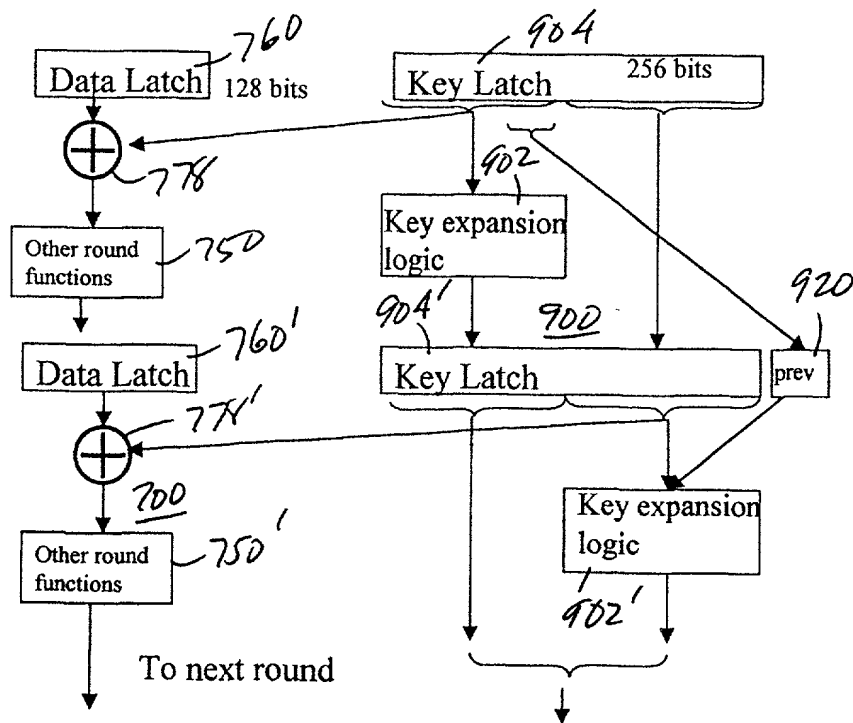 760
904
Data Latch
128 bits
Key Latch
256 bits
778
902
Other round
functions
750
Key expansion
logic
904'
900
920
760'
Data Latch
Key Latch
prev
778'
700
Other round
functions
750'
Key expansion
logic
902'
To next round